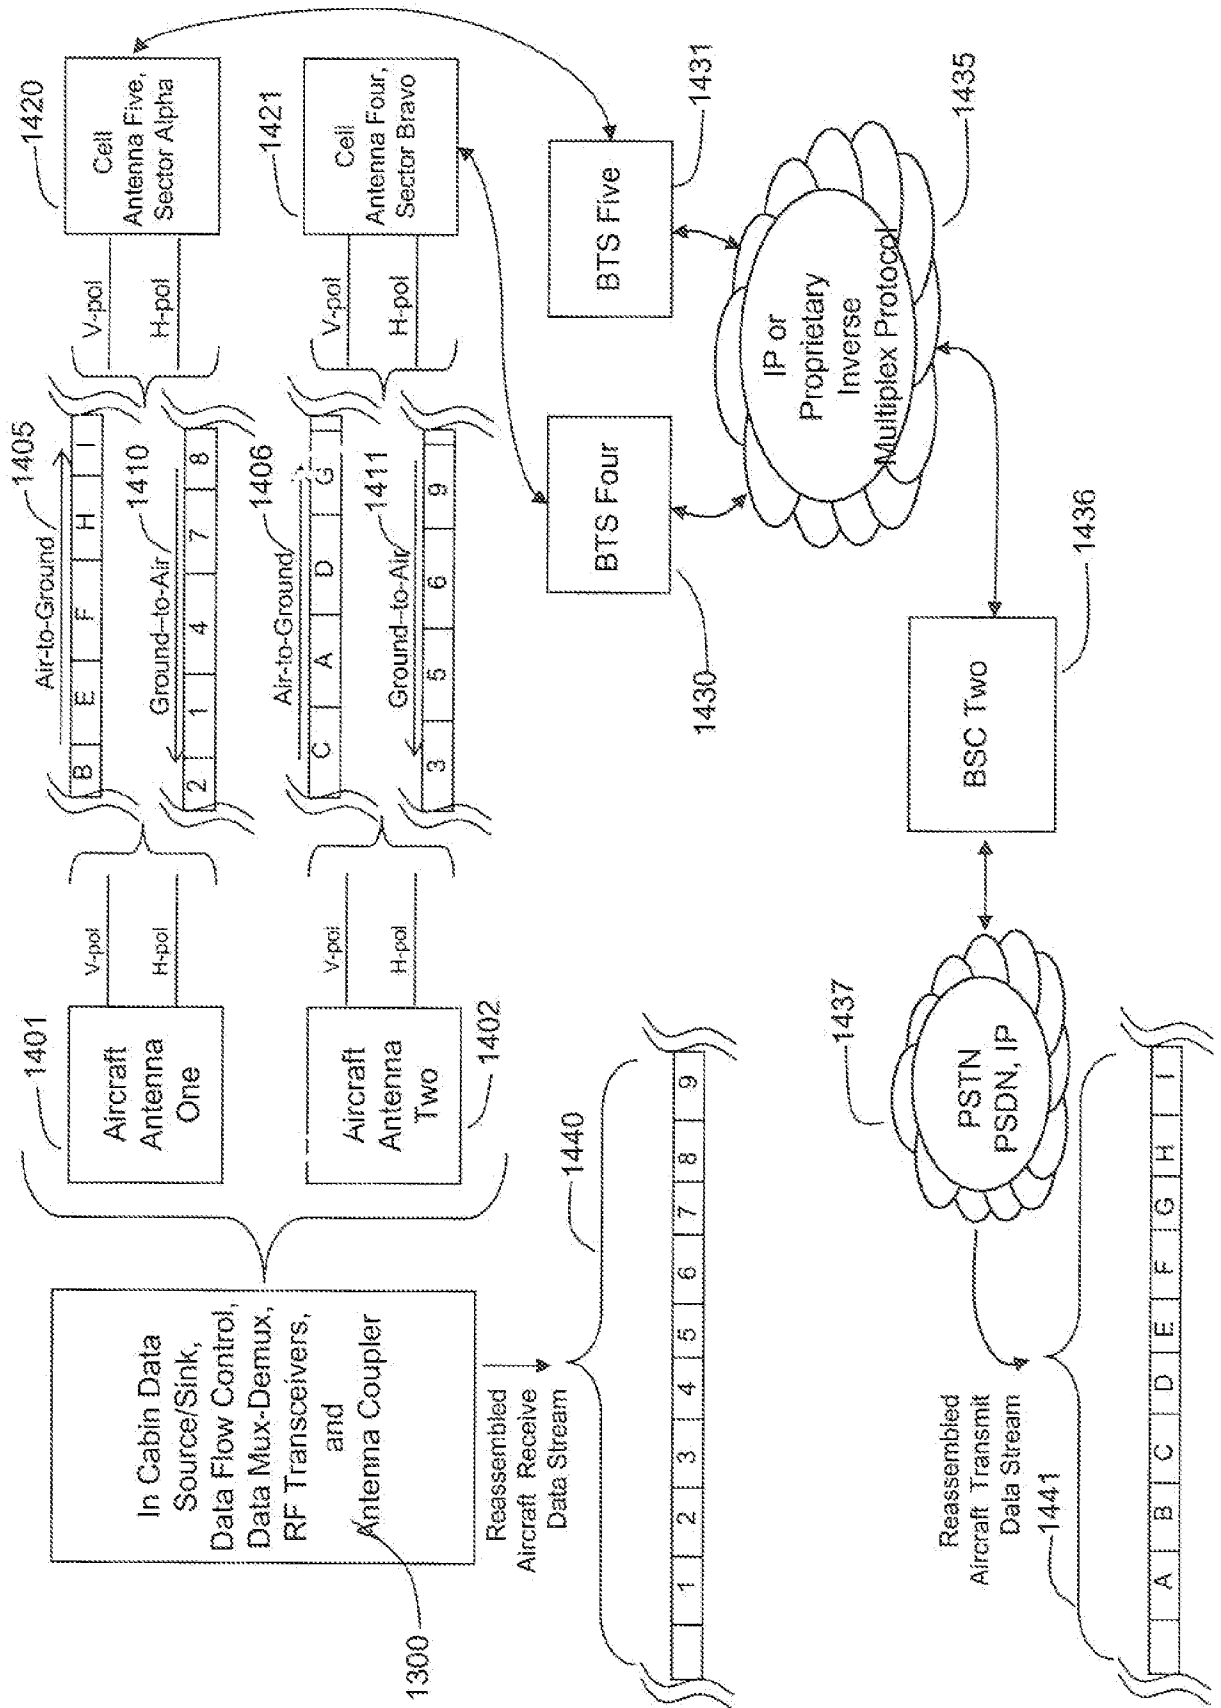 1300
In Cabin Data
Source/Sink,
Data Flow Control,
Data Mux-Demux,
RF Transceivers,
and
Antenna Coupler
1401
Aircraft
Antenna
One
V-pol
H-pol
1402
Aircraft
Antenna
Two
V-pol
H-pol
Air-to-Ground
1405
B E F H I
Ground--to-Air
1410
2 1 4 7 8
Air-to-Ground
1406
C A D G
Ground--to-Air
1411
3 5 6 9
V-pol
H-pol
1420
Cell
Antenna Five,
Sector Alpha
V-pol
H-pol
1421
Cell
Antenna Four,
Sector Bravo
Reassembled
Aircraft Receive
Data Stream
1440
1 2 3 4 5 6 7 8 9
BTS Four
1430
BTS Five
1431
IP or
Proprietary
Inverse
Multiplex Protocol
1435
BSC Two
1436
PSTN
PSDN, IP
1437
Reassembled
Aircraft Transmit
Data Stream
1441
A B C D E F G H I